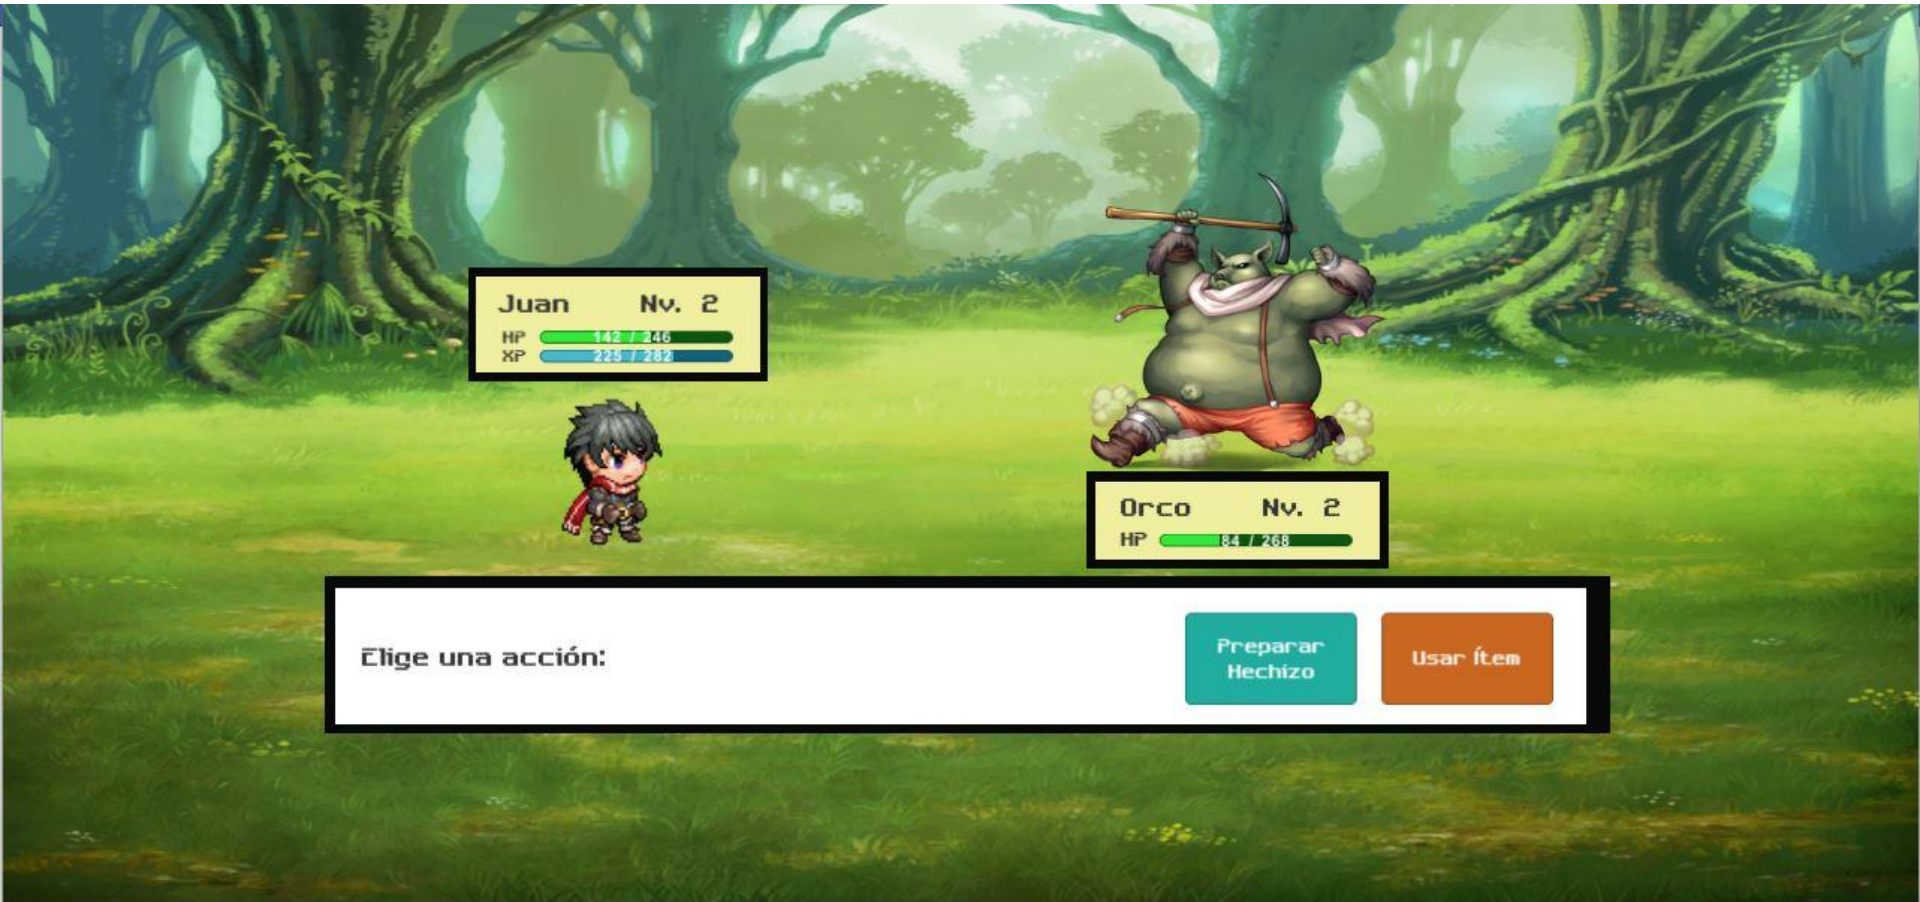 Juan Nv. 2
HP 142 / 246
XP 225 / 282
Orco Nv. 2
HP 84 / 268
Elige una acción:
Preparar
Hechizo
Usar Ítem